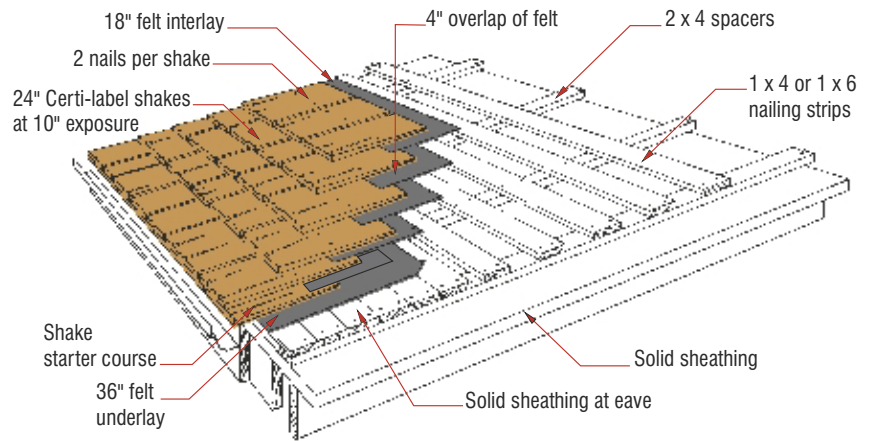 18" felt interlay
4" overlap of felt
2 x 4 spacers
2 nails per shake
24" Certi-label shakes
at 10" exposure
1 x 4 or 1 x 6
nailing strips
Shake
starter course
36" felt
underlay
Solid sheathing at eave
Solid sheathing